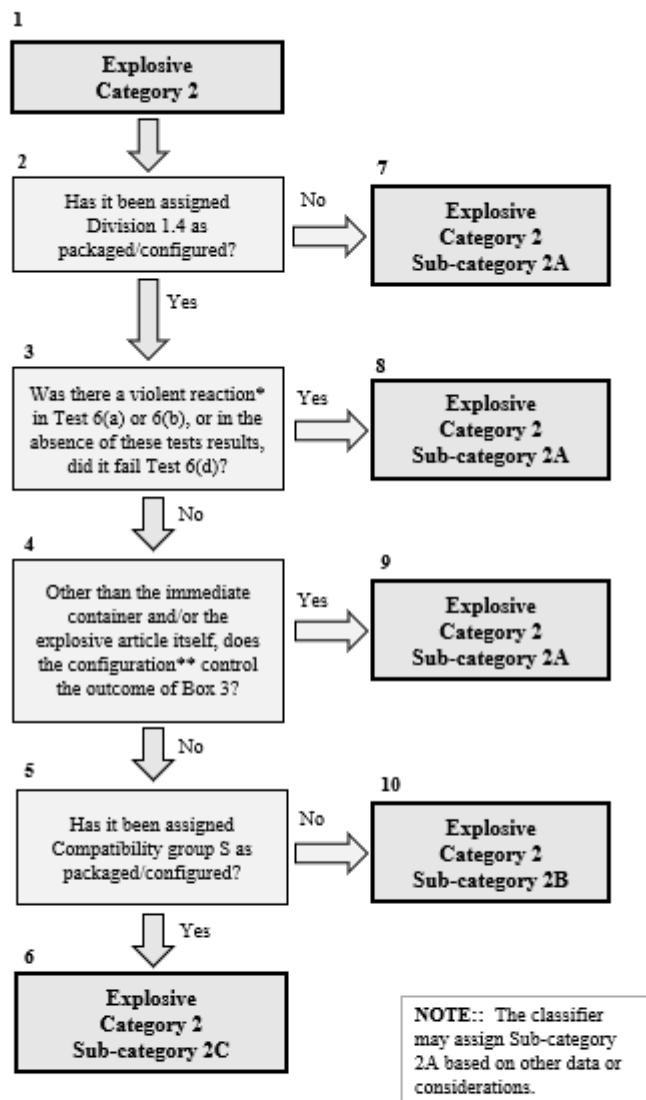 1
Explosive
Category 2
2
Has it been assigned
Division 1.4 as
packaged/configured?
No
7
Explosive
Category 2
Sub-category 2A
Yes
3
Was there a violent reaction*
in Test 6(a) or 6(b), or in the
absence of these tests results,
did it fail Test 6(d)?
Yes
8
Explosive
Category 2
Sub-category 2A
No
4
Other than the immediate
container and/or the
explosive article itself, does
the configuration** control
the outcome of Box 3?
Yes
9
Explosive
Category 2
Sub-category 2A
No
5
Has it been assigned
Compatibility group S as
packaged/configured?
No
10
Explosive
Category 2
Sub-category 2B
Yes
6
Explosive
Category 2
Sub-category 2C
NOTE:: The classifier
may assign Sub-category
2A based on other data or
considerations.